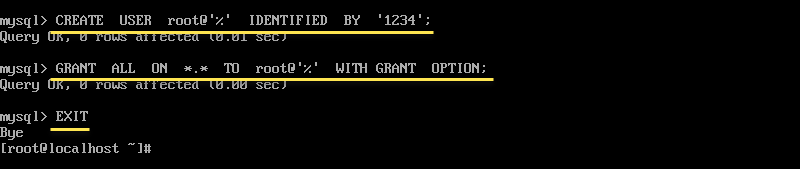 mysql> CREATE USER root@'%' IDENTIFIED BY '1234';
Query OK, 0 rows affected (0.01 sec)
mysql> GRANT ALL ON *.* TO root@'%' WITH GRANT OPTION;
Query OK, 0 rows affected (0.00 sec)
mysql> EXIT
Bye
[root@localhost ~]#